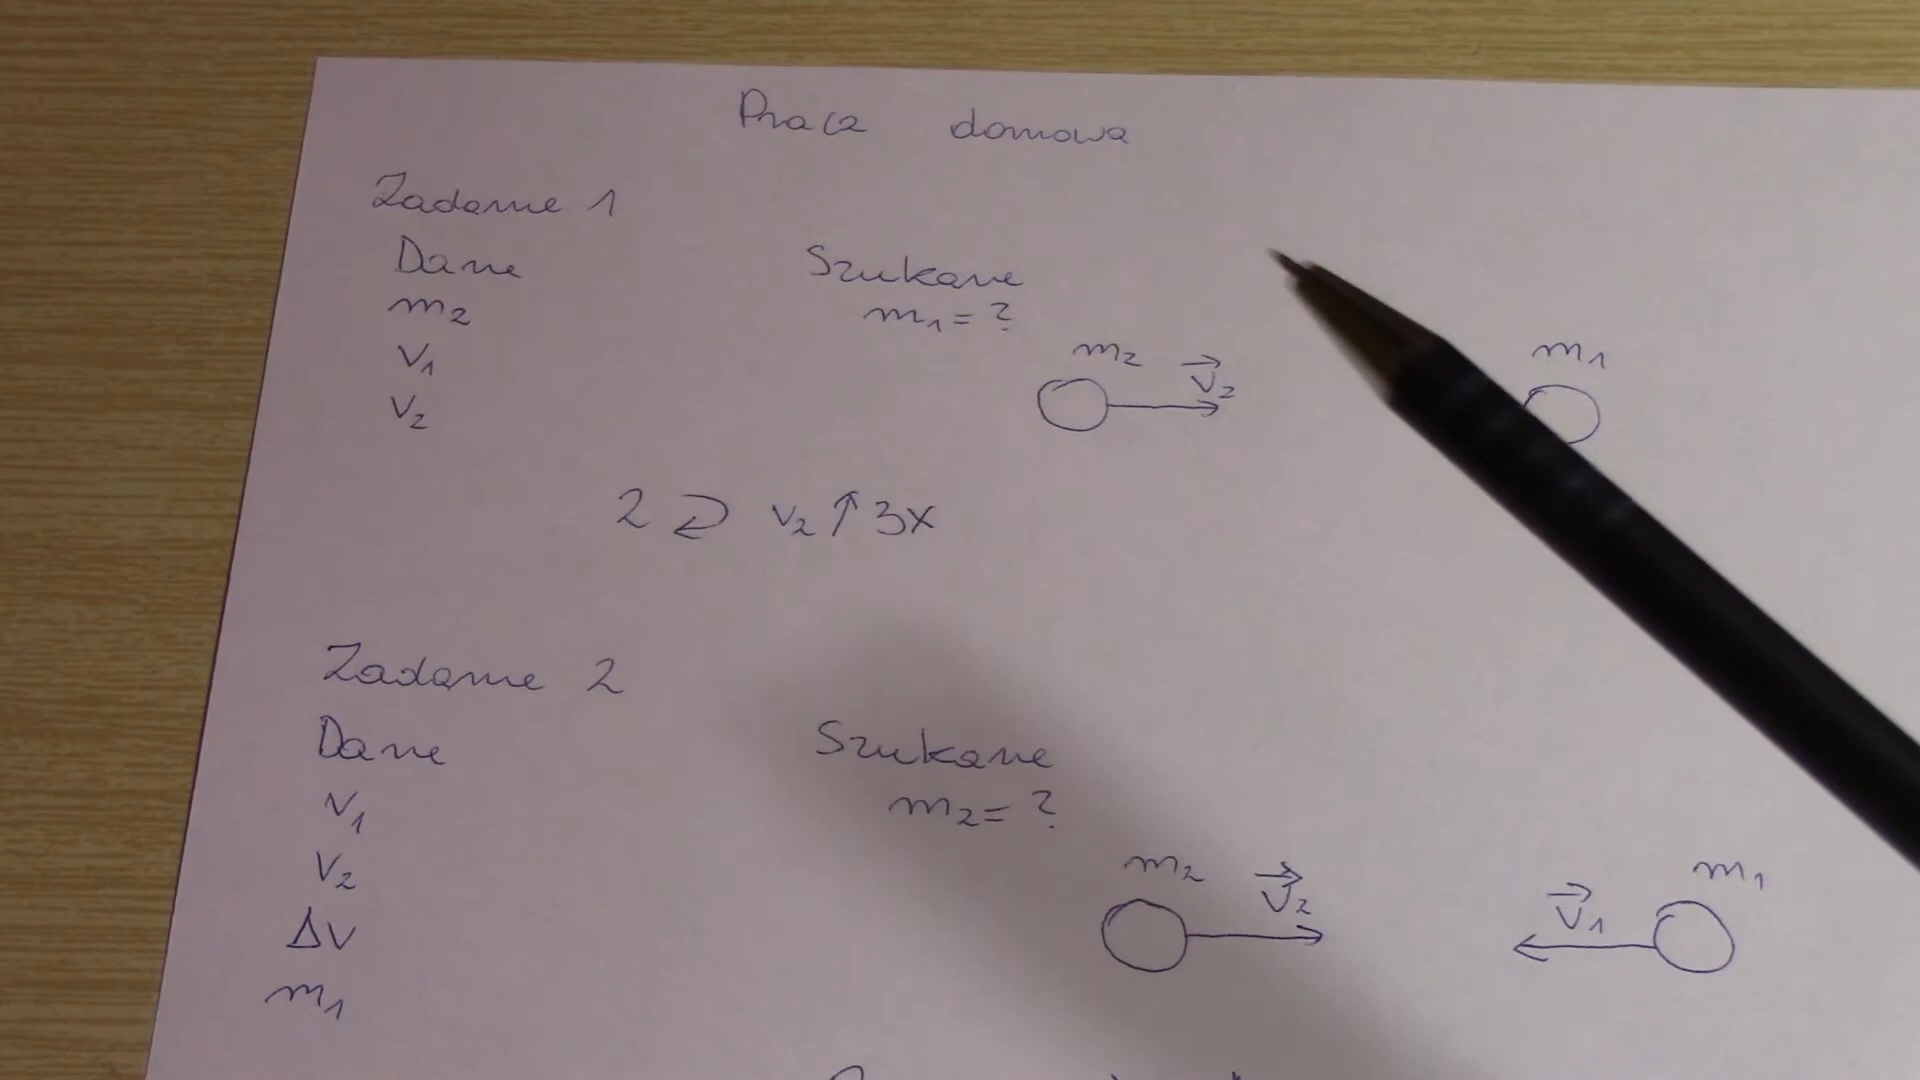 Praca domowa
Zadanie 1
Dane Szukane
m₂ m₁ = ?
v₁ m₂ v⃗₂ m₁
v₂
2 v₂ ↑ 3x
Zadanie 2
Dane Szukane
v₁ m₂ = ?
v₂ m₂ v⃗₂ v⃗₁ m₁
Δv
m₁